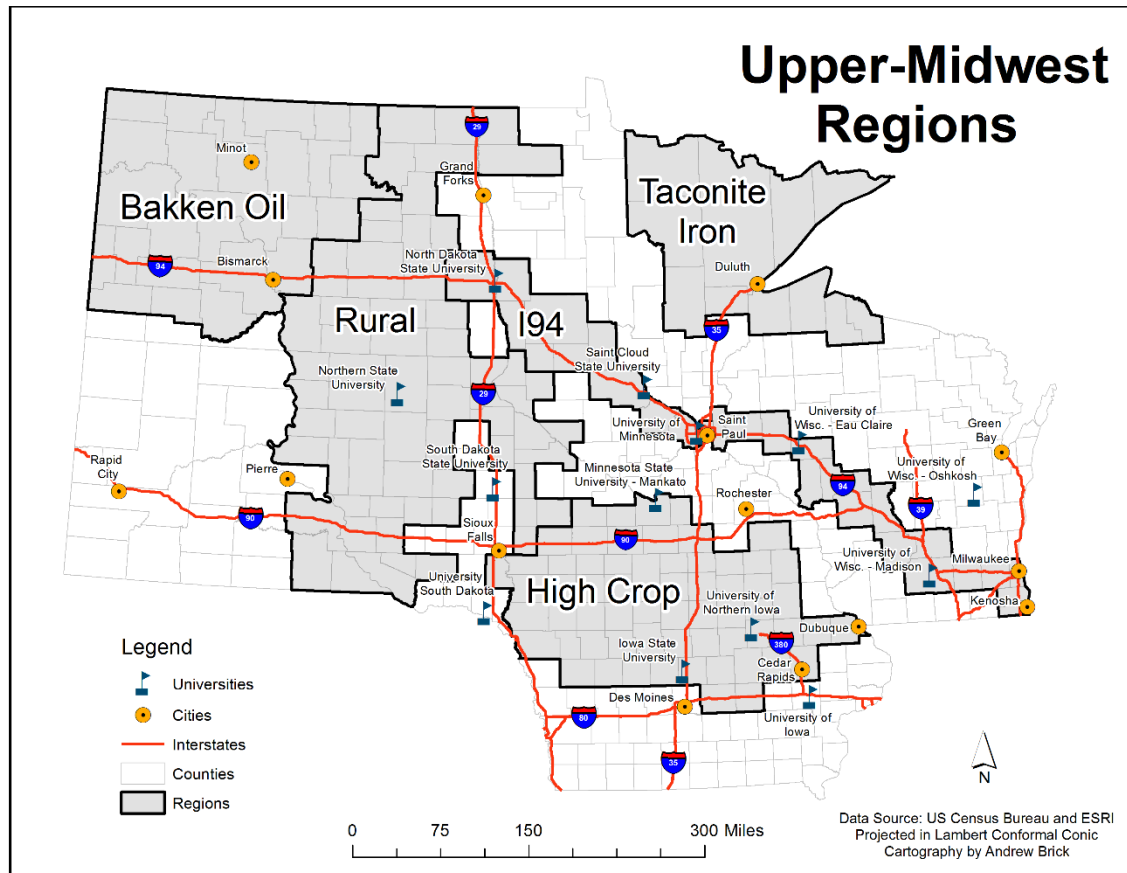 Upper-Midwest
Regions
29
Minot
Grand
Forks
Taconite
Iron
Bakken Oil
94
Bismarck
North Dakota
State University
Duluth
Rural
I94
35
Saint Cloud
State University
Northern State
University
29
University of
Minnesota
Saint
Paul
University of
Wisc. - Eau Claire
Green
Bay
South Dakota
State University
Minnesota State
University - Mankato
University of
Wisc. - Oshkosh
Rapid
City
Pierre
94
Rochester
39
90
Sioux
Falls
90
University of
Wisc. - Madison
Milwaukee
University
South Dakota
High Crop
University of
Northern Iowa
Kenosha
Dubuque
380
Iowa State
University
Cedar
Rapids
Des Moines
80
University of
Iowa
35
Legend
Universities
Cities
Interstates
Counties
Regions
N
0 75 150 300 Miles
Data Source: US Census Bureau and ESRI
Projected in Lambert Conformal Conic
Cartography by Andrew Brick